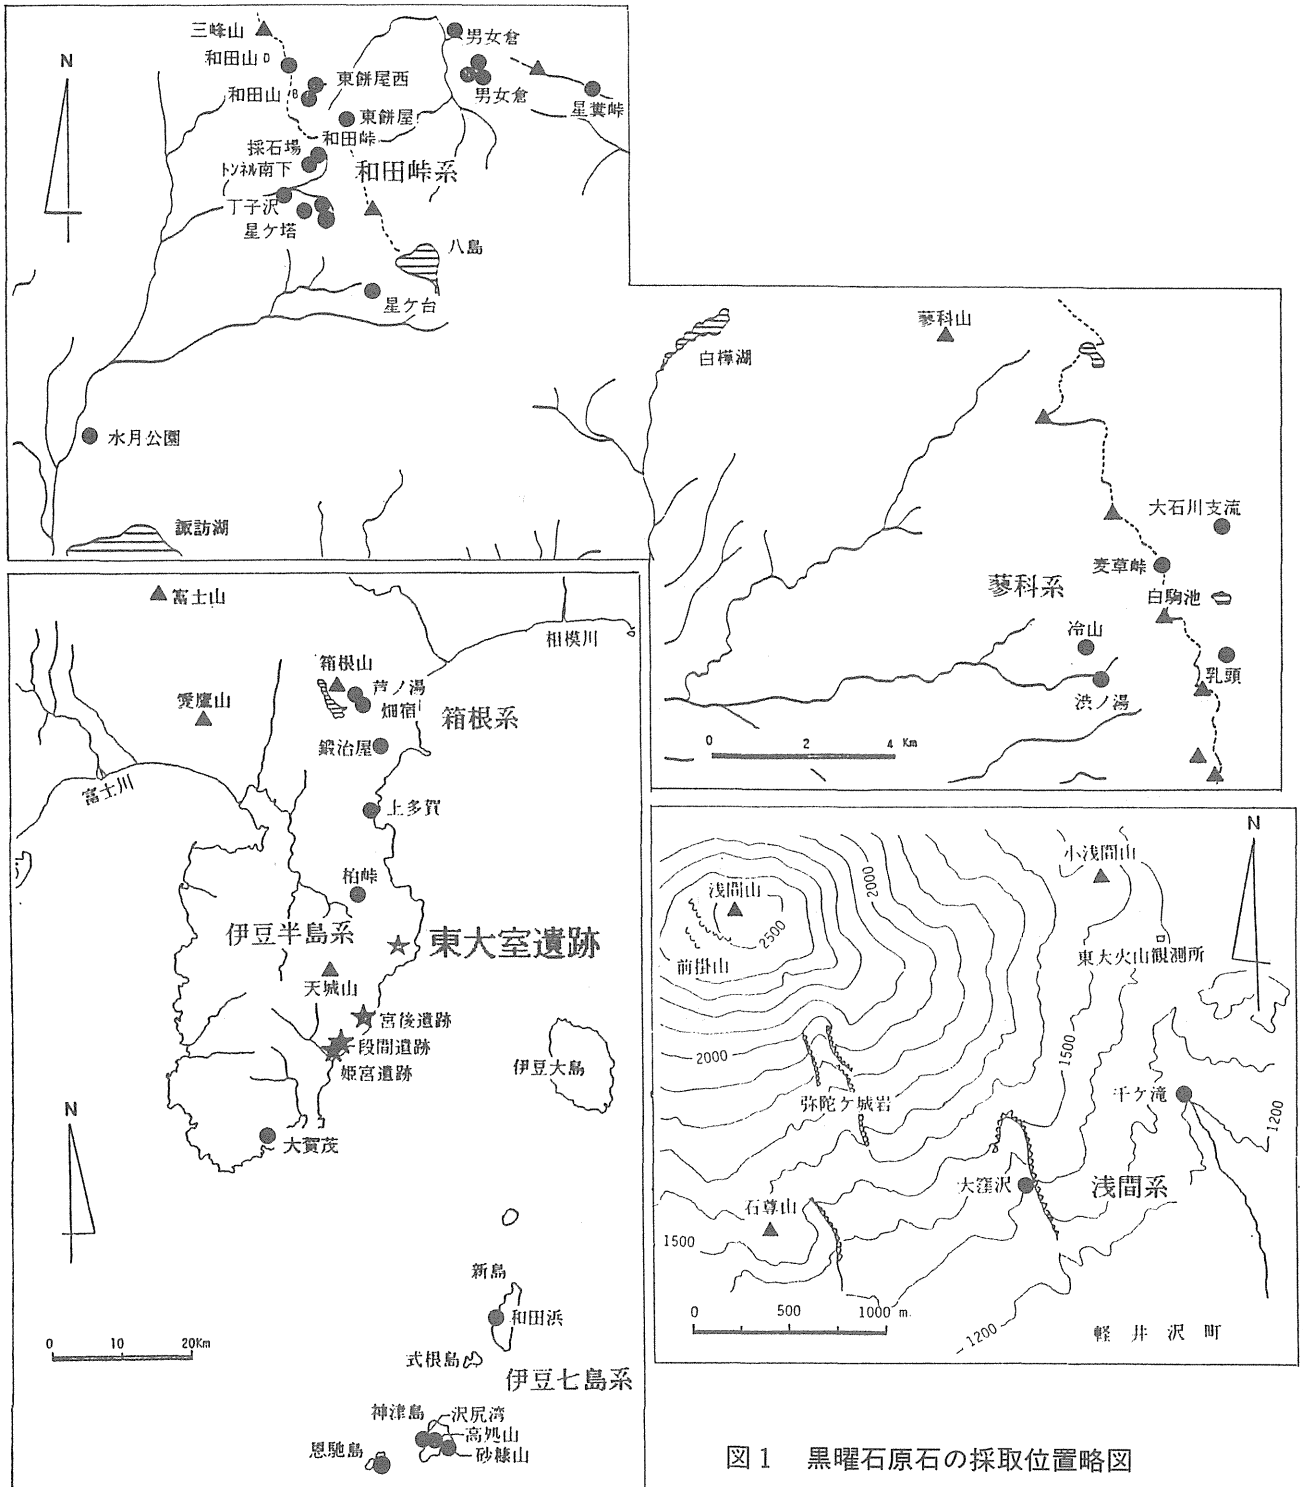 三峰山
N
男女倉
和田山 D
東餅屋西
男女倉
和田山 B
星糞峠
東餅屋
和田峠
採石場
和田峠系
トンネル南下
丁子沢
星ケ塔
八島
星ケ台
蓼科山
白樺湖
水月公園
大石川支流
諏訪湖
麦草峠
蓼科系
白駒池
冷山
乳頭
渋ノ湯
0 2 4 Km
富士山
相模川
箱根山
芦ノ湯
愛鷹山
畑宿
箱根系
鍛治屋
富士川
上多賀
柏峠
伊豆半島系
東大室遺跡
天城山
宮後遺跡
段間遺跡
伊豆大島
姫宮遺跡
N
大賀茂
新島
和田浜
0 10 20Km
式根島
伊豆七島系
神津島
沢尻湾
高処山
恩馳島
砂糠山
N
小浅間山
2000
浅間山
2500
東大火山観測所
前掛山
1500
2000
千ケ滝
弥陀ケ城岩
1200
大窪沢
浅間系
石尊山
1500
0 500 1000 m.
1200
軽井沢町
図1 黒曜石原石の採取位置略図